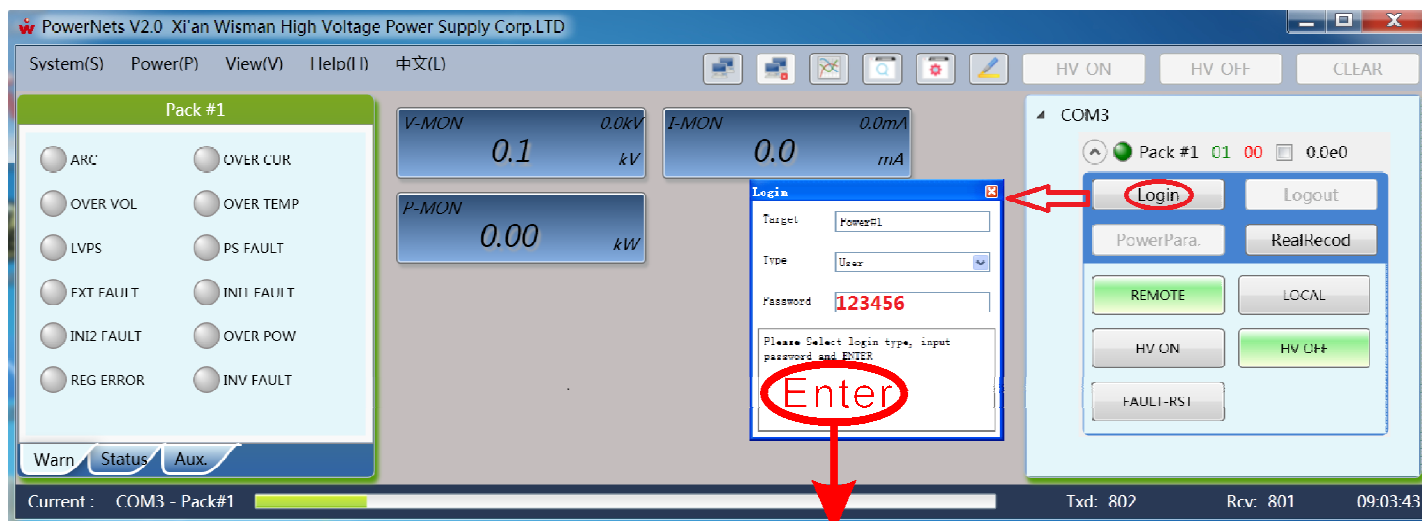 PowerNets V2.0 Xi'an Wisman High Voltage Power Supply Corp.LTD
System(S) Power(P) View(V) Help(H) 中文(L)
HV ON HV OFF CLEAR
Pack #1
ARC OVER CUR
OVER VOL OVER TEMP
LVPS PS FAULT
EXT FAULT INI1 FAULT
INI2 FAULT OVER POW
REG ERROR INV FAULT
Warn Status Aux.
V-MON 0.0kV
0.1 kV
I-MON 0.0mA
0.0 mA
P-MON
0.00 kW
Login
Target Power#1
Type User
Password 123456
Please Select login type, input
password and ENTER
Enter
COM3
Pack #1 01 00 0.0e0
Login Logout
PowerPara. RealRecod
REMOTE LOCAL
HV ON HV OFF
FAULT-RST
Current : COM3 - Pack#1 Txd: 802 Rcv: 801 09:03:43